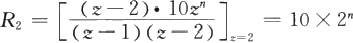 R₂ = [ (z−2)·10zⁿ / (z−1)(z−2) ]_{z=2} = 10×2ⁿ